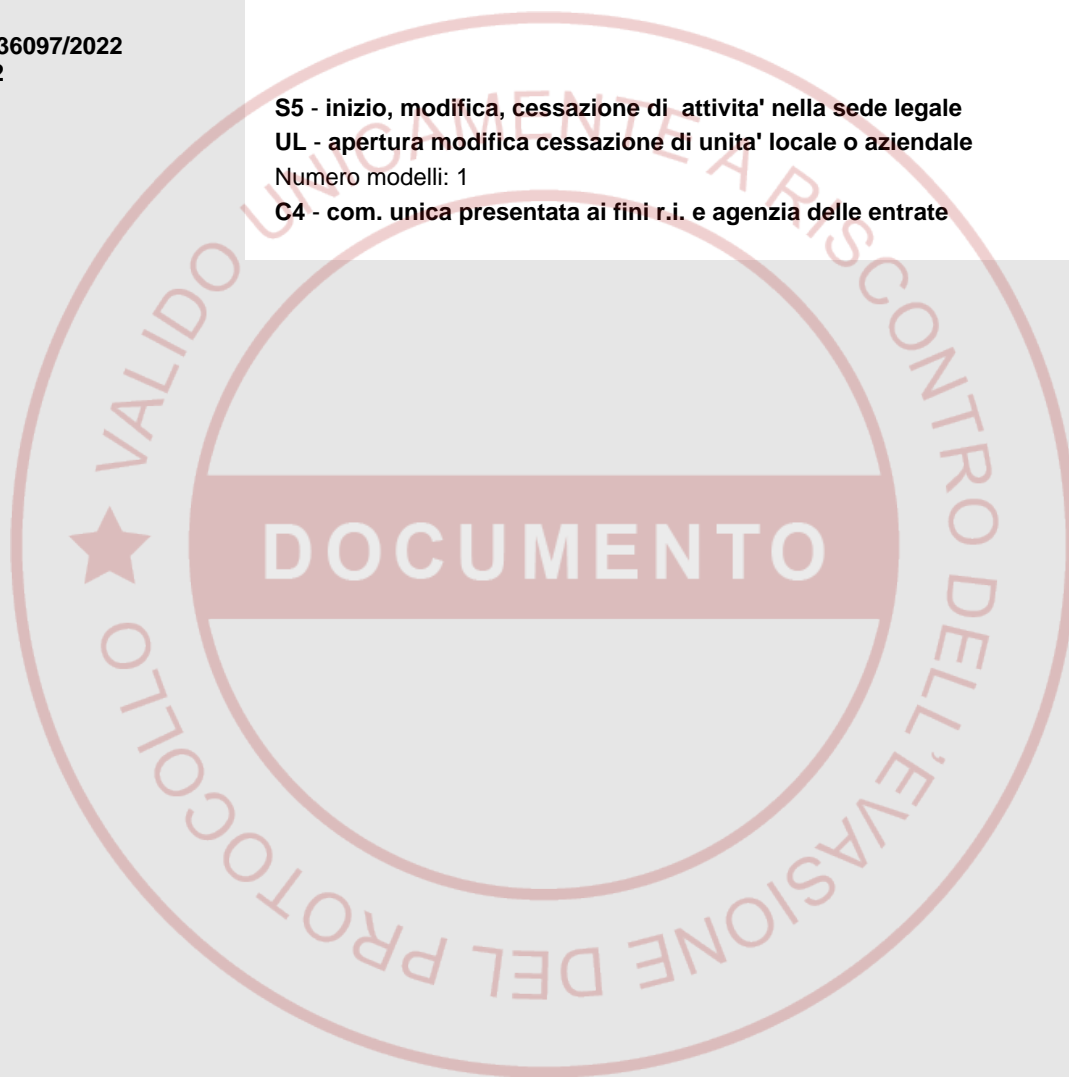 36097/2022
2
S5 - inizio, modifica, cessazione di attivita' nella sede legale
UL - apertura modifica cessazione di unita' locale o aziendale
Numero modelli: 1
C4 - com. unica presentata ai fini r.i. e agenzia delle entrate
VALIDO UNICAMENTE A RISCONTRO DELL'EVASIONE DEL PROTOCOLLO
DOCUMENTO